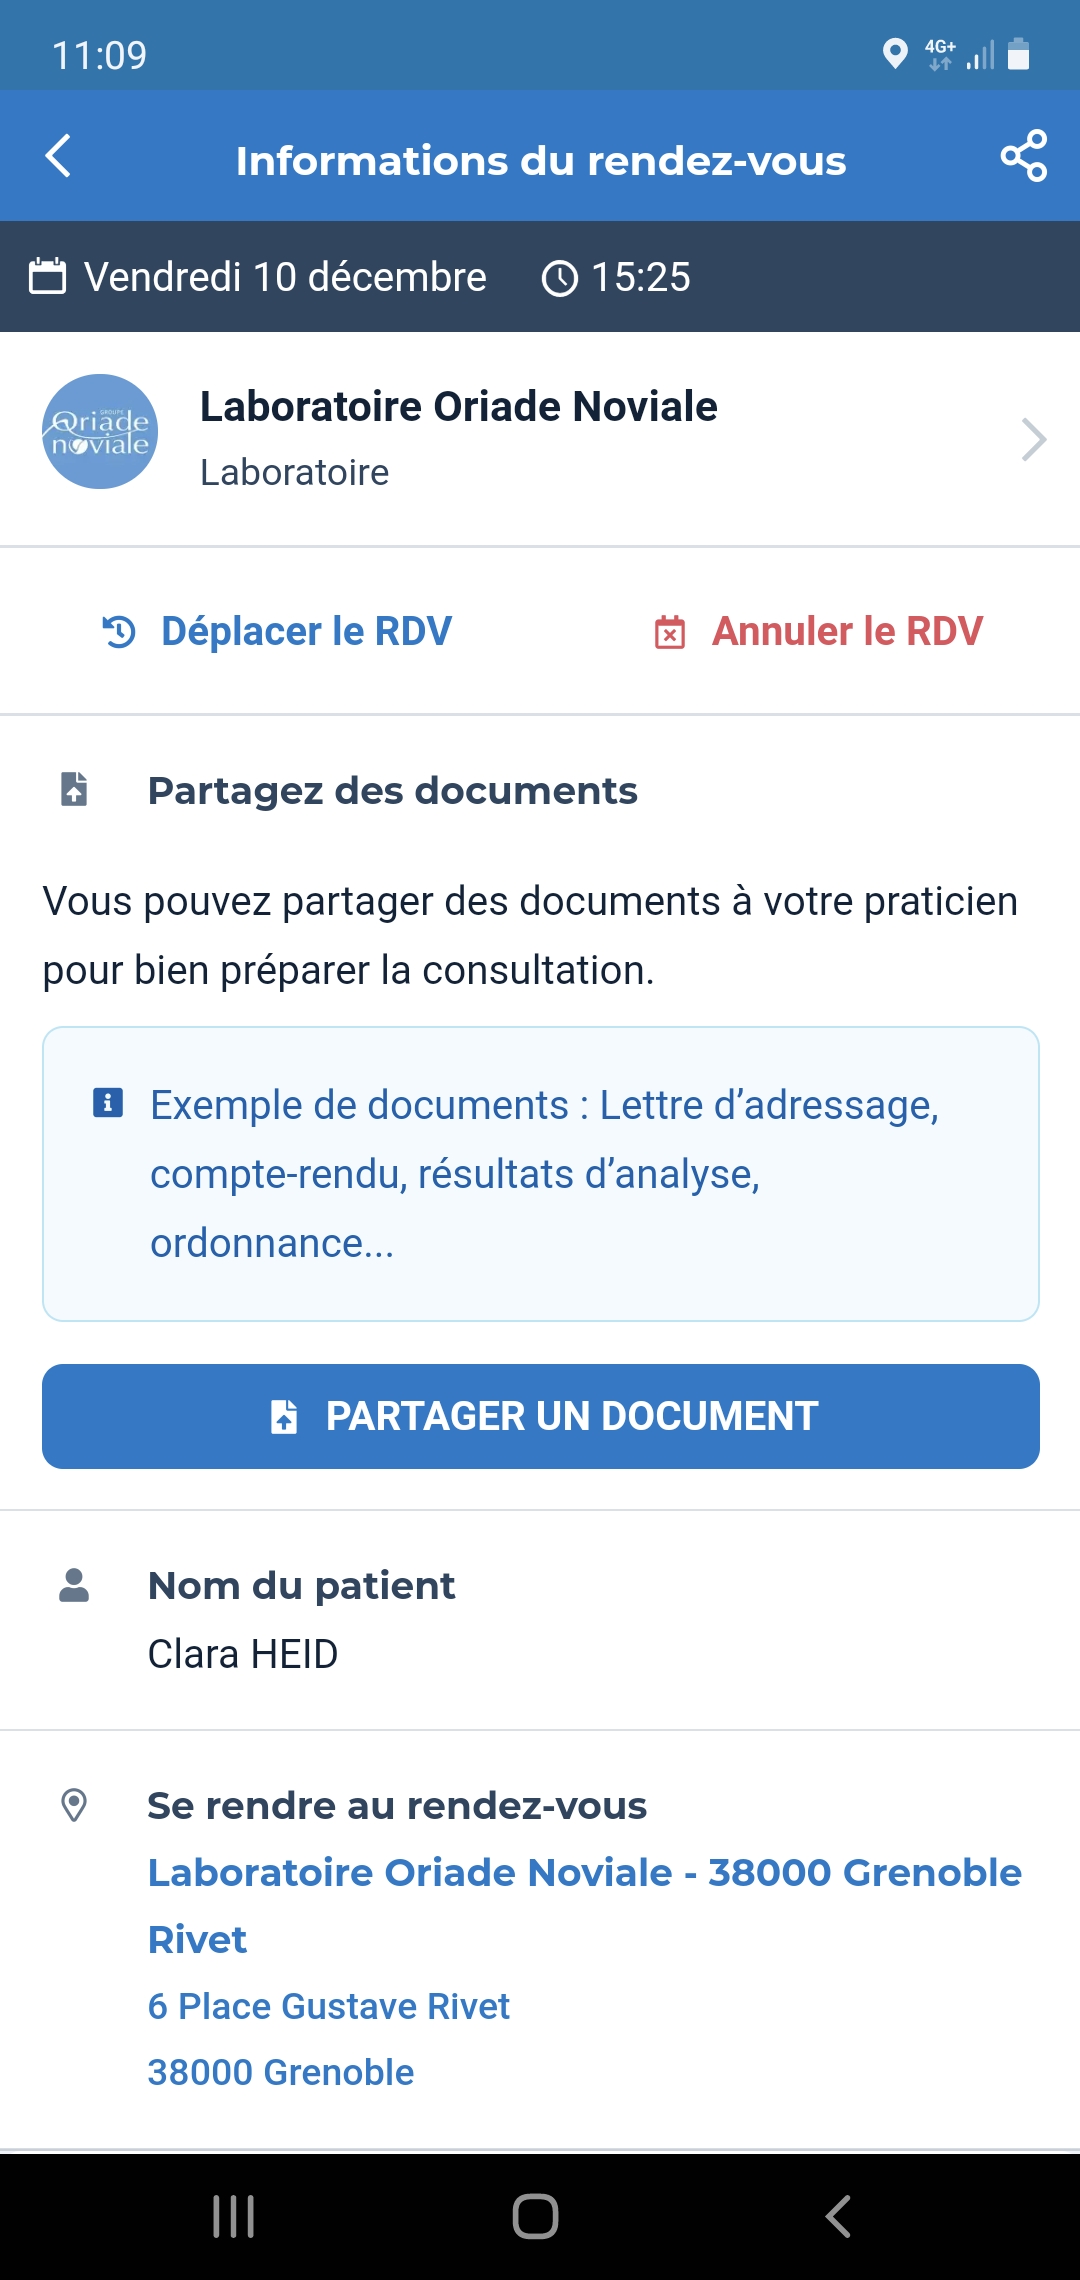 11:09
4G+
Informations du rendez-vous
Vendredi 10 décembre 15:25
GROUPE
Oriade
noviale
Laboratoire Oriade Noviale
Laboratoire
Déplacer le RDV
Annuler le RDV
Partagez des documents
Vous pouvez partager des documents à votre praticien
pour bien préparer la consultation.
Exemple de documents : Lettre d’adressage,
compte-rendu, résultats d’analyse,
ordonnance...
PARTAGER UN DOCUMENT
Nom du patient
Clara HEID
Se rendre au rendez-vous
Laboratoire Oriade Noviale - 38000 Grenoble
Rivet
6 Place Gustave Rivet
38000 Grenoble